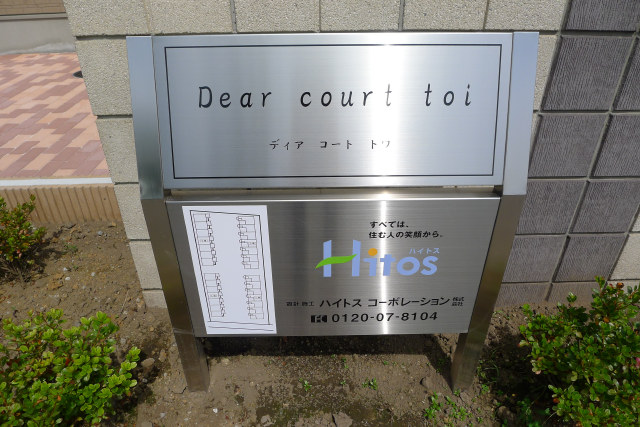 Dear court toi
ディア コート トワ
すべては、
住む人の笑顔から。
ハイトス
Hitos
設計 施工 ハイトス コーポレーション 株式会社
0120-07-8104